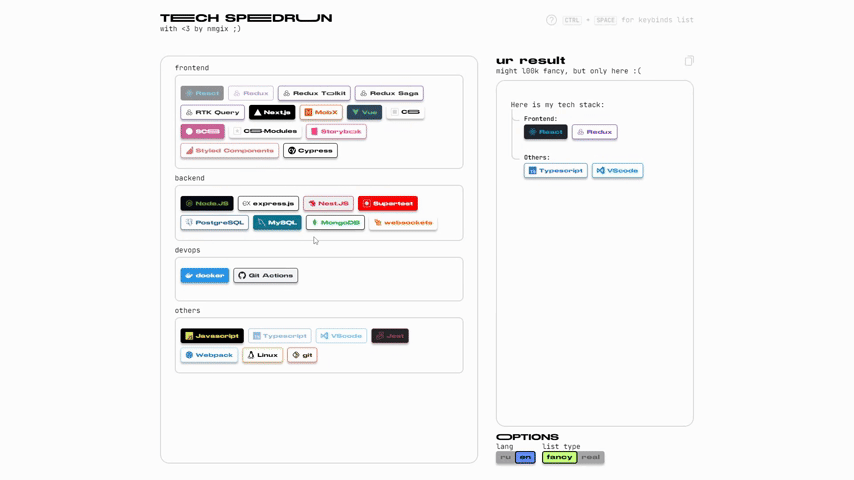 TECH SPEEDRUN
with <3 by nmgix ;)
? CTRL + SPACE for keybinds list
frontend
React Redux Redux Toolkit Redux Saga
RTK Query Next.js MobX Vue CSS
SCSS CSS-Modules Storybook
Styled Components Cypress
backend
Node.JS express.js Nest.JS Supertest
PostgreSQL MySQL MongoDB websockets
devops
docker Git Actions
others
Javascript Typescript VScode Jest
Webpack Linux git
ur result
might l00k fancy, but only here :(
Here is my tech stack:
Frontend:
React Redux
Others:
Typescript VScode
OPTIONS
lang list type
ru en fancy real